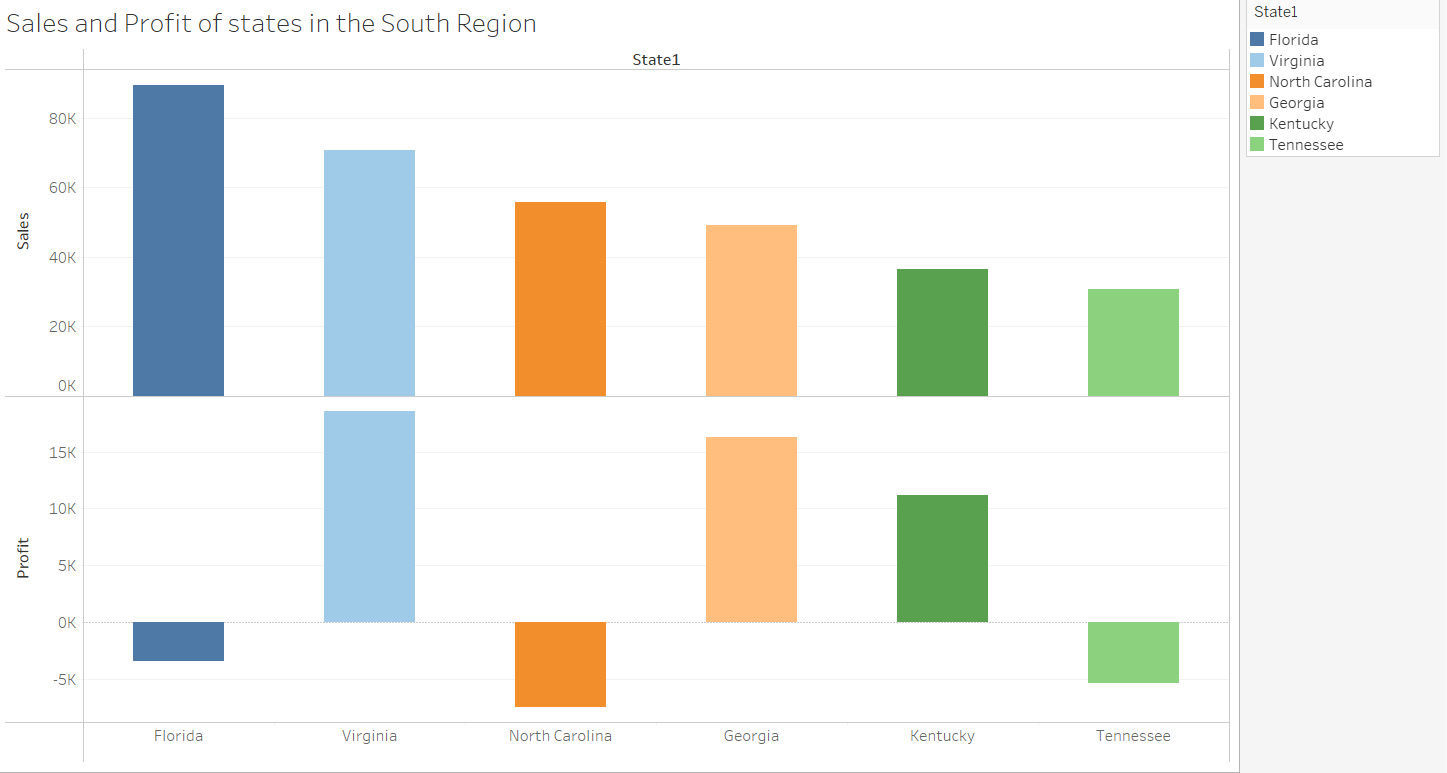 Sales and Profit of states in the South Region
State1
Sales
80K
60K
40K
20K
0K
Profit
15K
10K
5K
0K
-5K
Florida
Virginia
North Carolina
Georgia
Kentucky
Tennessee
State1
Florida
Virginia
North Carolina
Georgia
Kentucky
Tennessee